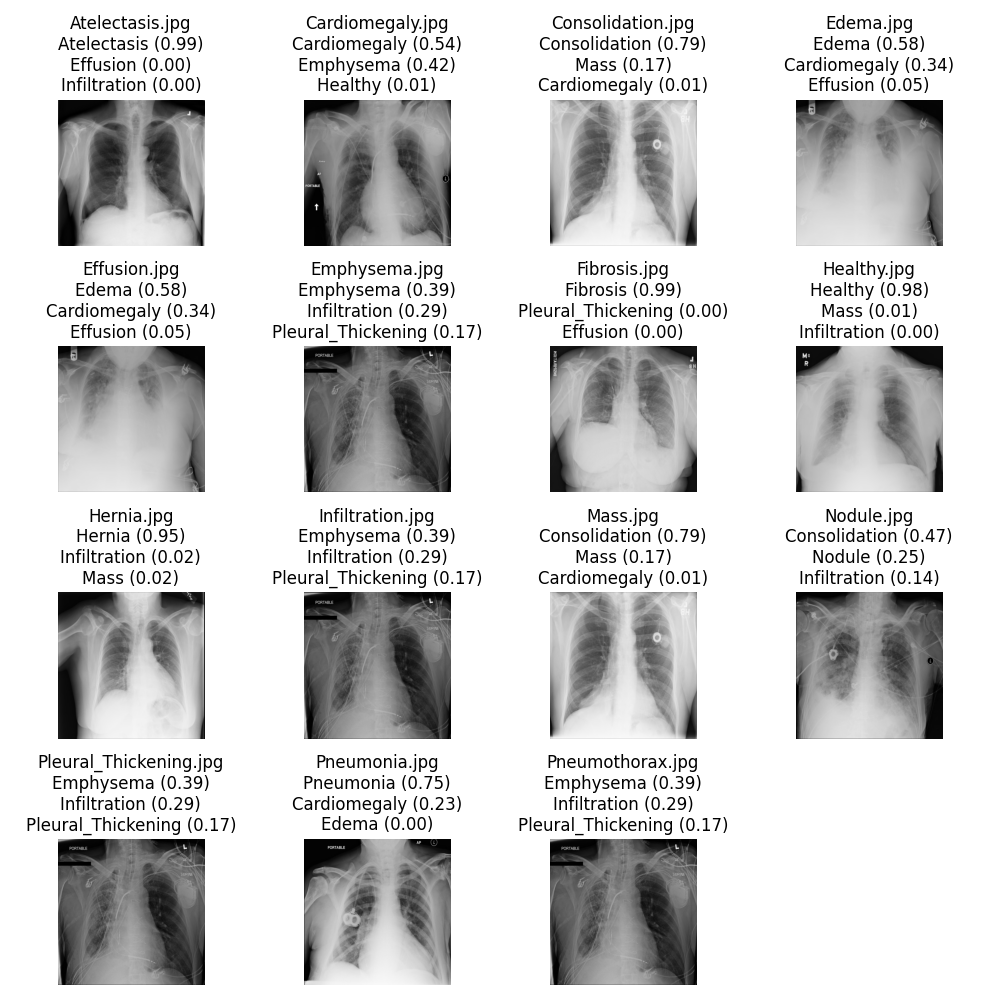 Atelectasis.jpg
Atelectasis (0.99)
Effusion (0.00)
Infiltration (0.00)
Cardiomegaly.jpg
Cardiomegaly (0.54)
Emphysema (0.42)
Healthy (0.01)
PORTABLE
Consolidation.jpg
Consolidation (0.79)
Mass (0.17)
Cardiomegaly (0.01)
Edema.jpg
Edema (0.58)
Cardiomegaly (0.34)
Effusion (0.05)
Effusion.jpg
Edema (0.58)
Cardiomegaly (0.34)
Effusion (0.05)
Emphysema.jpg
Emphysema (0.39)
Infiltration (0.29)
Pleural_Thickening (0.17)
PORTABLE
L
Fibrosis.jpg
Fibrosis (0.99)
Pleural_Thickening (0.00)
Effusion (0.00)
Healthy.jpg
Healthy (0.98)
Mass (0.01)
Infiltration (0.00)
Hernia.jpg
Hernia (0.95)
Infiltration (0.02)
Mass (0.02)
Infiltration.jpg
Emphysema (0.39)
Infiltration (0.29)
Pleural_Thickening (0.17)
PORTABLE
L
Mass.jpg
Consolidation (0.79)
Mass (0.17)
Cardiomegaly (0.01)
Nodule.jpg
Consolidation (0.47)
Nodule (0.25)
Infiltration (0.14)
Pleural_Thickening.jpg
Emphysema (0.39)
Infiltration (0.29)
Pleural_Thickening (0.17)
PORTABLE
L
Pneumonia.jpg
Pneumonia (0.75)
Cardiomegaly (0.23)
Edema (0.00)
PORTABLE
Pneumothorax.jpg
Emphysema (0.39)
Infiltration (0.29)
Pleural_Thickening (0.17)
PORTABLE
L